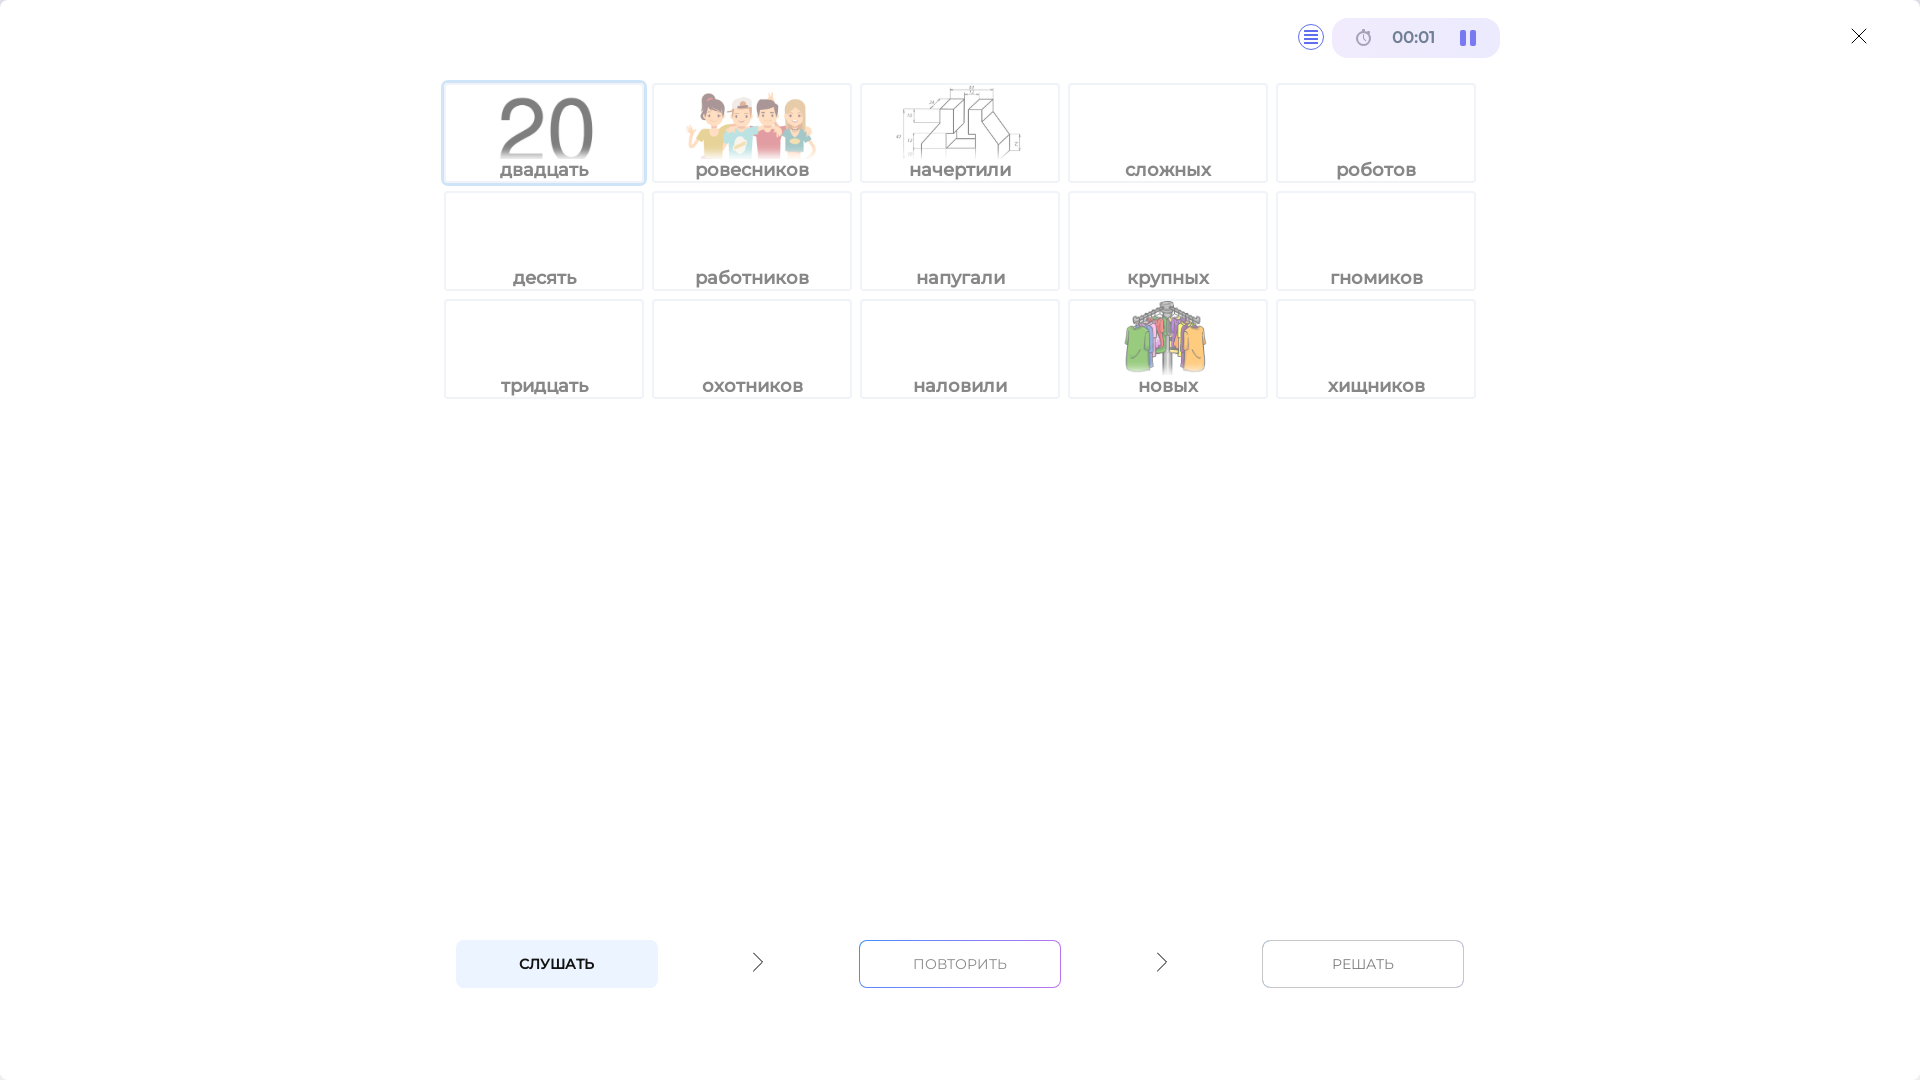 00:01
20
двадцать ровесников начертили сложных роботов
десять работников напугали крупных гномиков
тридцать охотников наловили новых хищников
СЛУШАТЬ ПОВТОРИТЬ РЕШАТЬ